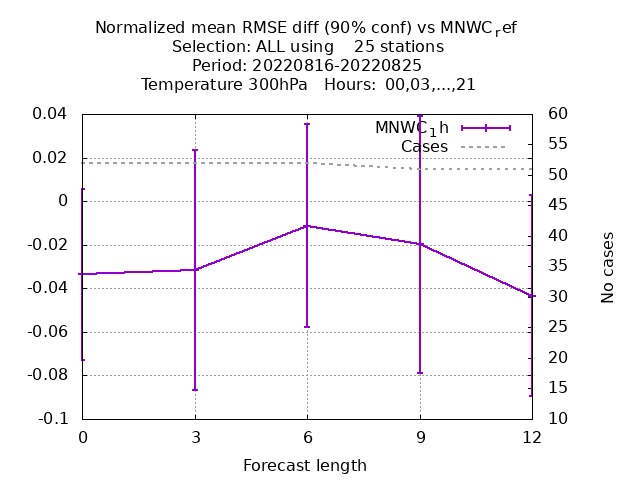 Normalized mean RMSE diff (90% conf) vs MNWCref
Selection: ALL using    25 stations
Period: 20220816-20220825
Temperature 300hPa   Hours: 00,03,...,21
0.04
0.02
0
-0.02
-0.04
-0.06
-0.08
-0.1
MNWC1h
Cases
60
55
50
45
40
35
30
25
20
15
10
No cases
0 3 6 9 12
Forecast length